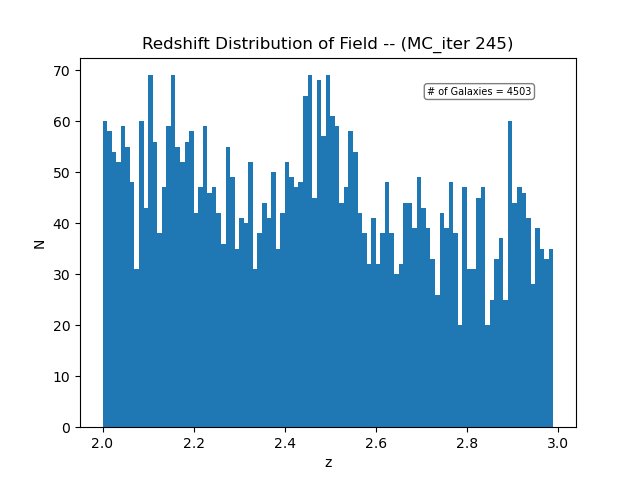 Redshift Distribution of Field -- (MC_iter 245)
# of Galaxies = 4503
N
70
60
50
40
30
20
10
0
2.0 2.2 2.4 2.6 2.8 3.0
z